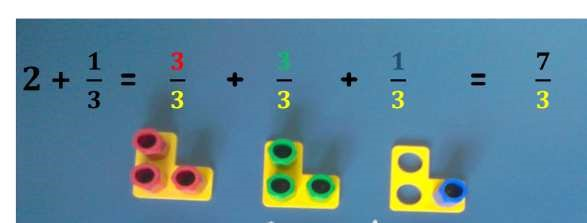 2 + 1/3 = 3/3 + 3/3 + 1/3 = 7/3